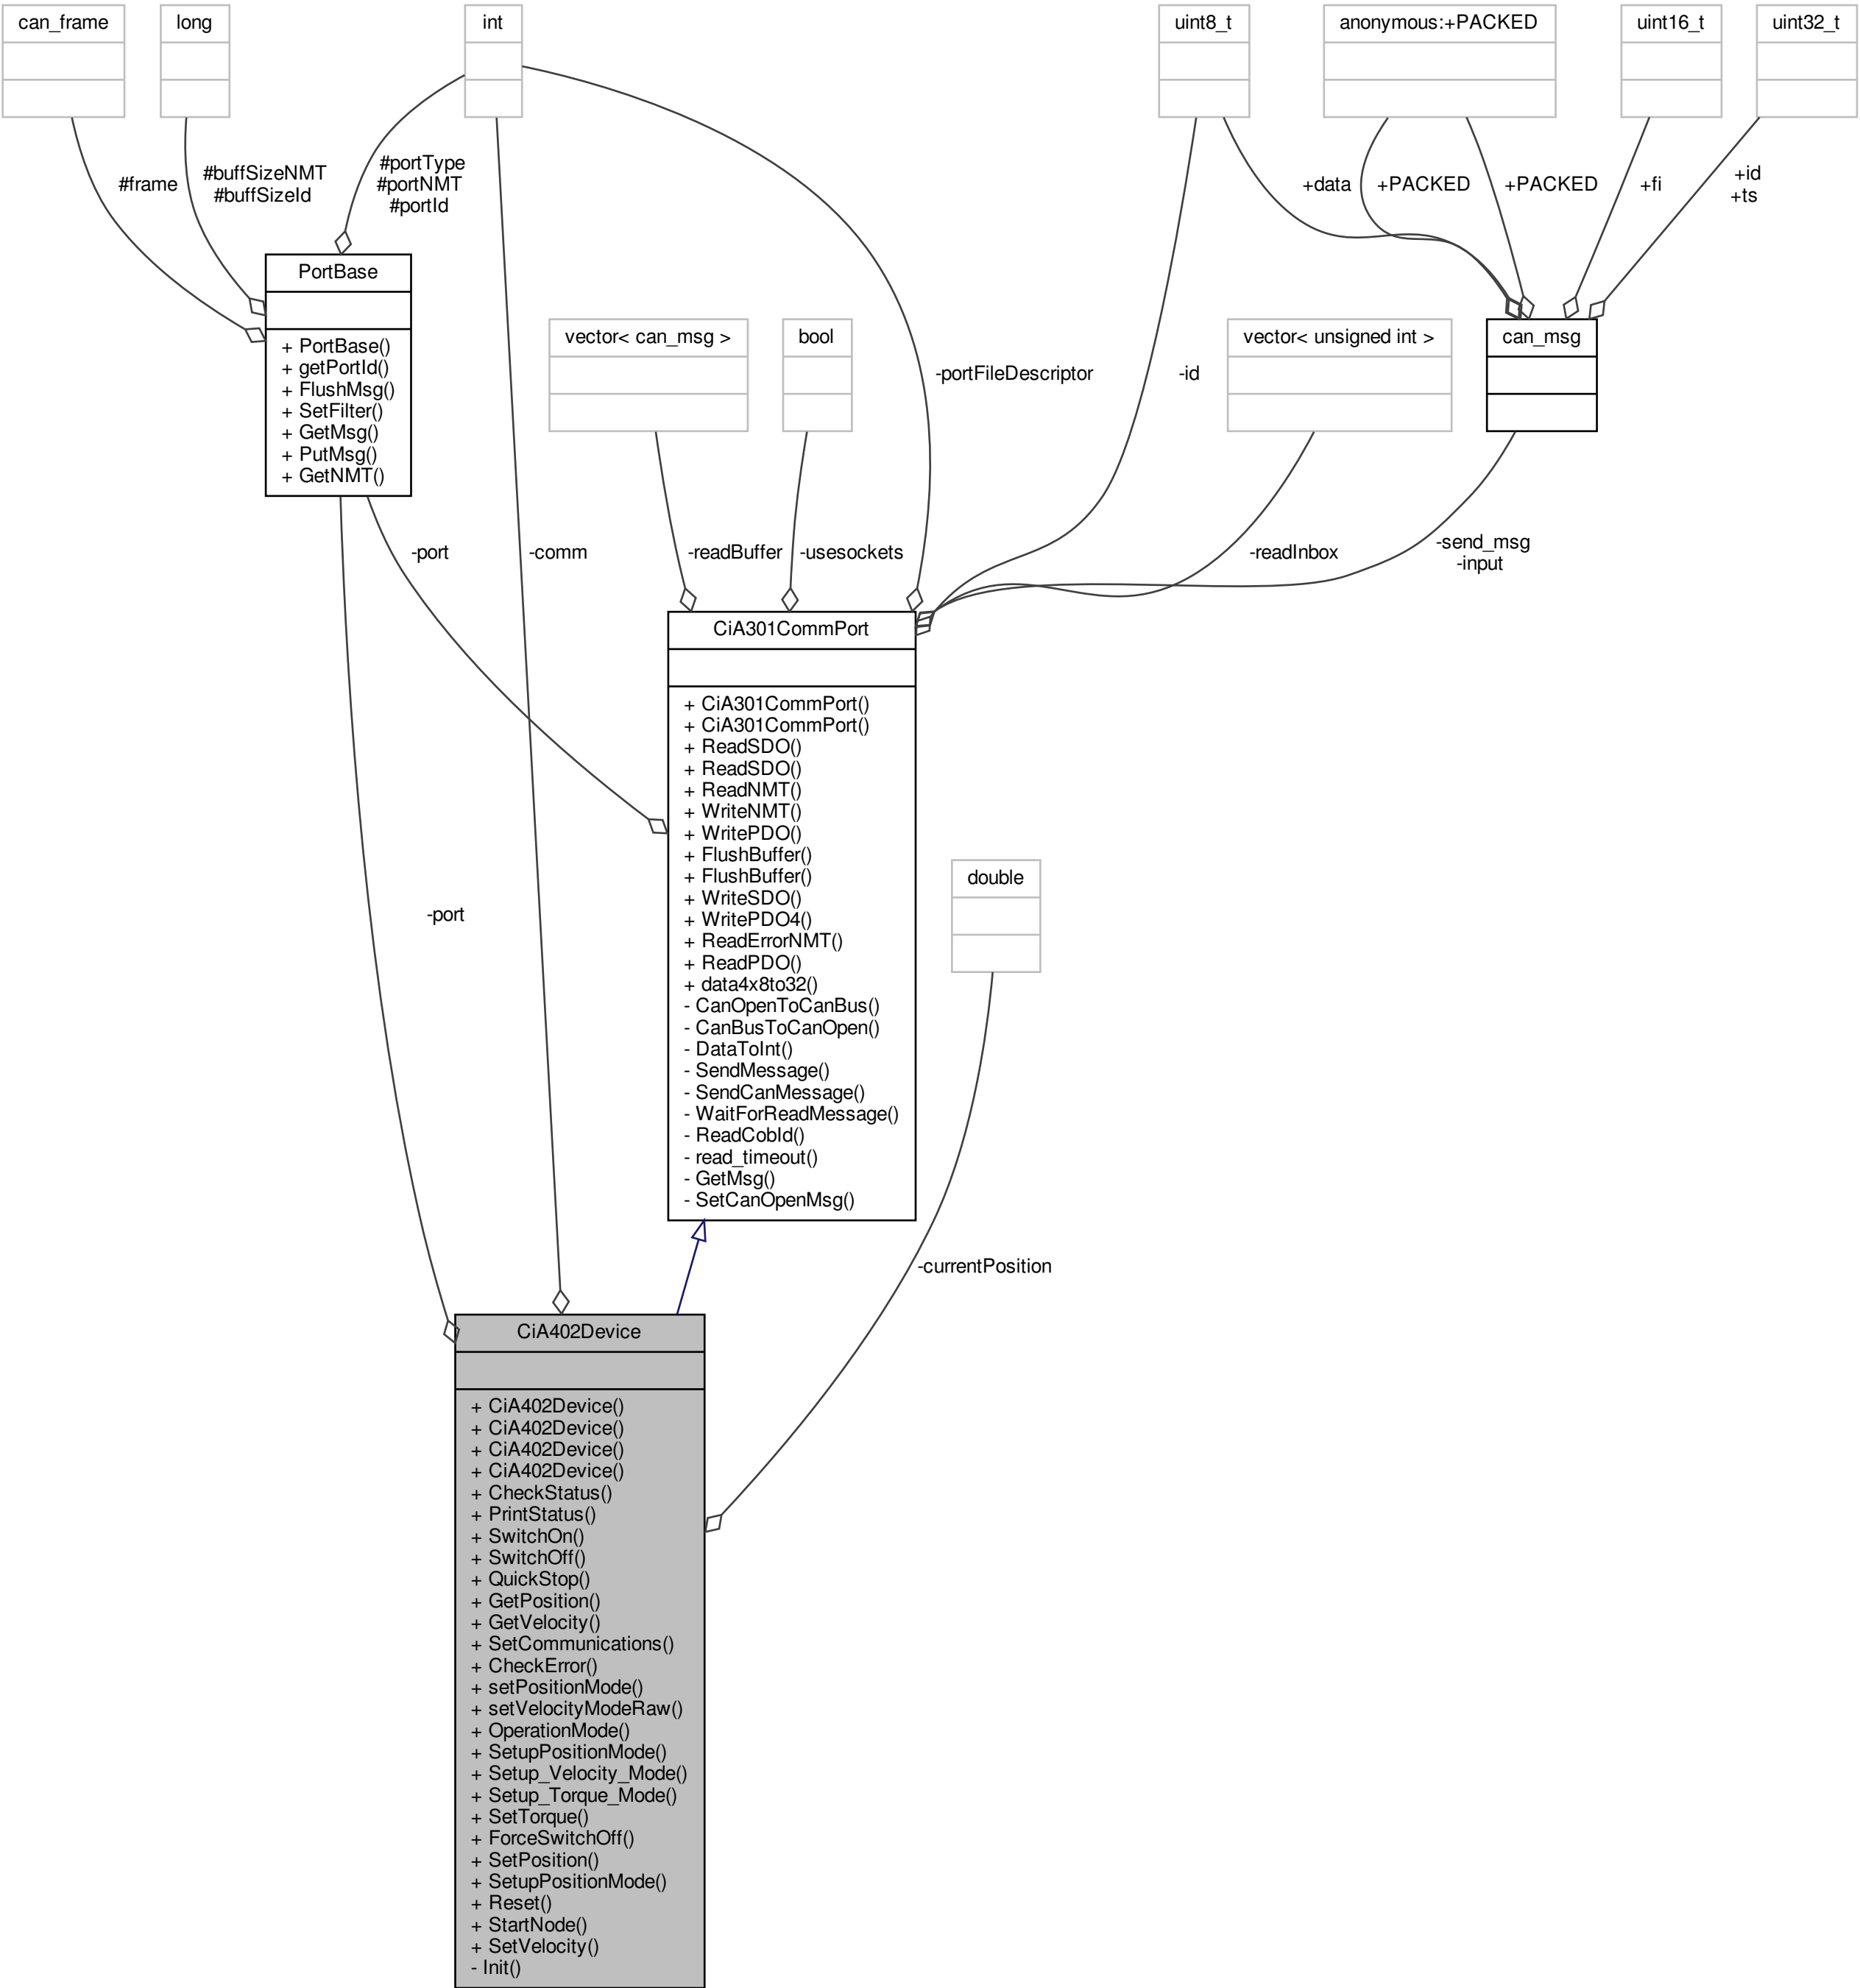 can_frame
long
int
uint8_t
anonymous:+PACKED
uint16_t
uint32_t
#frame
#buffSizeNMT
#buffSizeId
#portType
#portNMT
#portId
+data
+PACKED
+PACKED
+fi
+id
+ts
PortBase
+ PortBase()
+ getPortId()
+ FlushMsg()
+ SetFilter()
+ GetMsg()
+ PutMsg()
+ GetNMT()
vector< can_msg >
bool
-portFileDescriptor
-id
vector< unsigned int >
can_msg
-port
-comm
-readBuffer
-usesockets
-readInbox
-send_msg
-input
CiA301CommPort
+ CiA301CommPort()
+ CiA301CommPort()
+ ReadSDO()
+ ReadSDO()
+ ReadNMT()
+ WriteNMT()
+ WritePDO()
+ FlushBuffer()
+ FlushBuffer()
+ WriteSDO()
+ WritePDO4()
+ ReadErrorNMT()
+ ReadPDO()
+ data4x8to32()
- CanOpenToCanBus()
- CanBusToCanOpen()
- DataToInt()
- SendMessage()
- SendCanMessage()
- WaitForReadMessage()
- ReadCobId()
- read_timeout()
- GetMsg()
- SetCanOpenMsg()
double
-port
-currentPosition
CiA402Device
+ CiA402Device()
+ CiA402Device()
+ CiA402Device()
+ CiA402Device()
+ CheckStatus()
+ PrintStatus()
+ SwitchOn()
+ SwitchOff()
+ QuickStop()
+ GetPosition()
+ GetVelocity()
+ SetCommunications()
+ CheckError()
+ setPositionMode()
+ setVelocityModeRaw()
+ OperationMode()
+ SetupPositionMode()
+ Setup_Velocity_Mode()
+ Setup_Torque_Mode()
+ SetTorque()
+ ForceSwitchOff()
+ SetPosition()
+ SetupPositionMode()
+ Reset()
+ StartNode()
+ SetVelocity()
- Init()